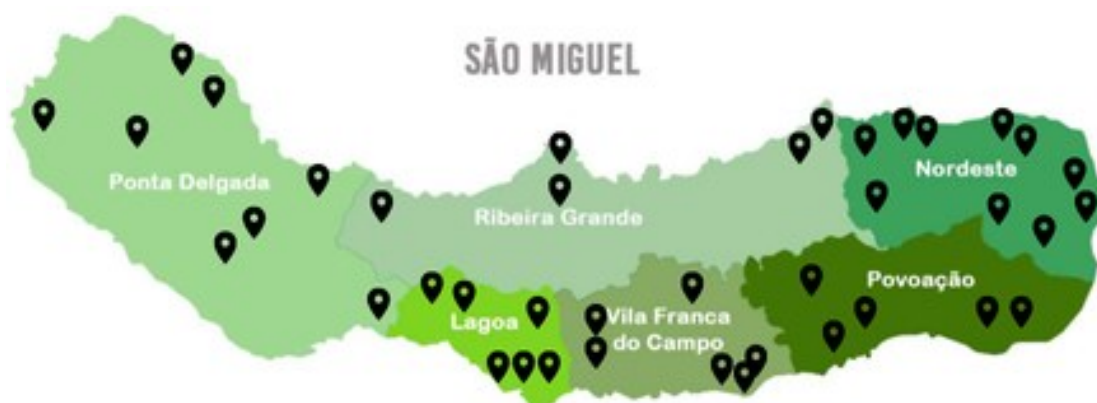 SÃO MIGUEL
Ponta Delgada
Nordeste
Ribeira Grande
Povoação
Lagoa
Vila Franca
do Campo